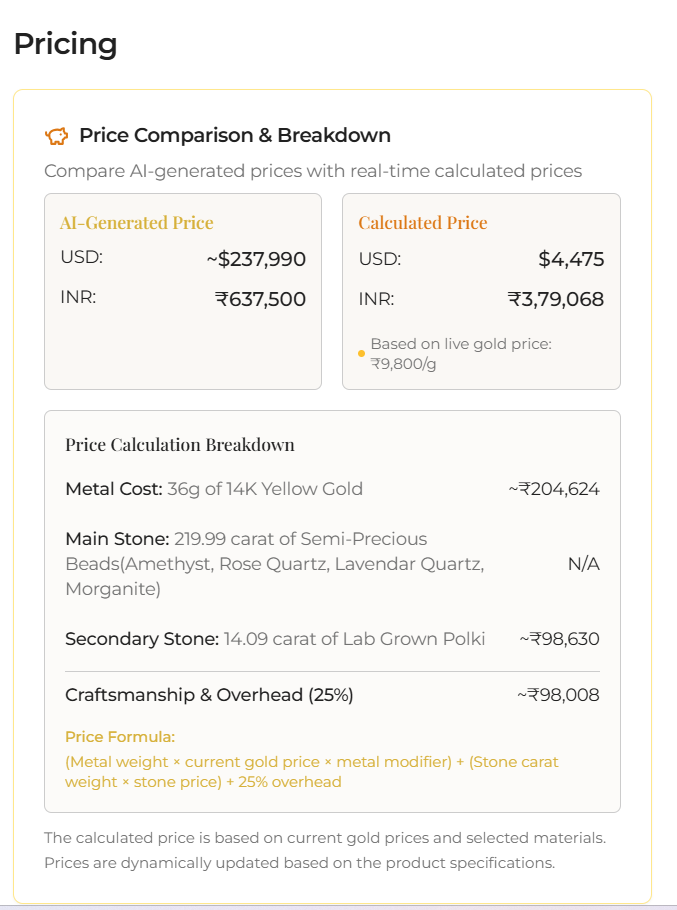 Pricing
Price Comparison & Breakdown
Compare AI-generated prices with real-time calculated prices
AI-Generated Price
USD: ~$237,990
INR: ₹637,500
Calculated Price
USD: $4,475
INR: ₹3,79,068
Based on live gold price:
₹9,800/g
Price Calculation Breakdown
Metal Cost: 36g of 14K Yellow Gold ~₹204,624
Main Stone: 219.99 carat of Semi-Precious
Beads(Amethyst, Rose Quartz, Lavendar Quartz,
Morganite)
N/A
Secondary Stone: 14.09 carat of Lab Grown Polki ~₹98,630
Craftsmanship & Overhead (25%) ~₹98,008
Price Formula:
(Metal weight × current gold price × metal modifier) + (Stone carat
weight × stone price) + 25% overhead
The calculated price is based on current gold prices and selected materials.
Prices are dynamically updated based on the product specifications.